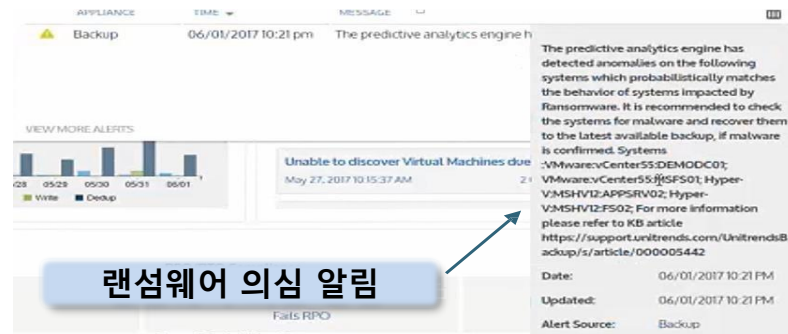 APPLIANCE TIME MESSAGE
Backup 06/01/2017 10:21 pm The predictive analytics engine h
The predictive analytics engine has
detected anomalies on the following
systems which probabilistically matches
the behavior of systems impacted by
Ransomware. It is recommended to check
the systems for malware and recover them
to the latest available backup, if malware
is confirmed. Systems
:VMware:vCenter55:DEMODC01;
VMware:vCenter55: Hyper-
V:MSHV12:APPSRV02; Hyper-
V:MSHV12:FS02; For more information
please refer to KB article
https://support.unitrends.com/UnitrendsB
ackup/s/article/000005442
Date: 06/01/2017 10:21 PM
Updated: 06/01/2017 10:21 PM
Alert Source: Backup
VIEW MORE ALERTS
/28 05/29 05/30 05/31 06/01
Write Dedup
Unable to discover Virtual Machines due
May 27, 2017 10:15:37 AM 2
랜섬웨어 의심 알림
Fails RPO